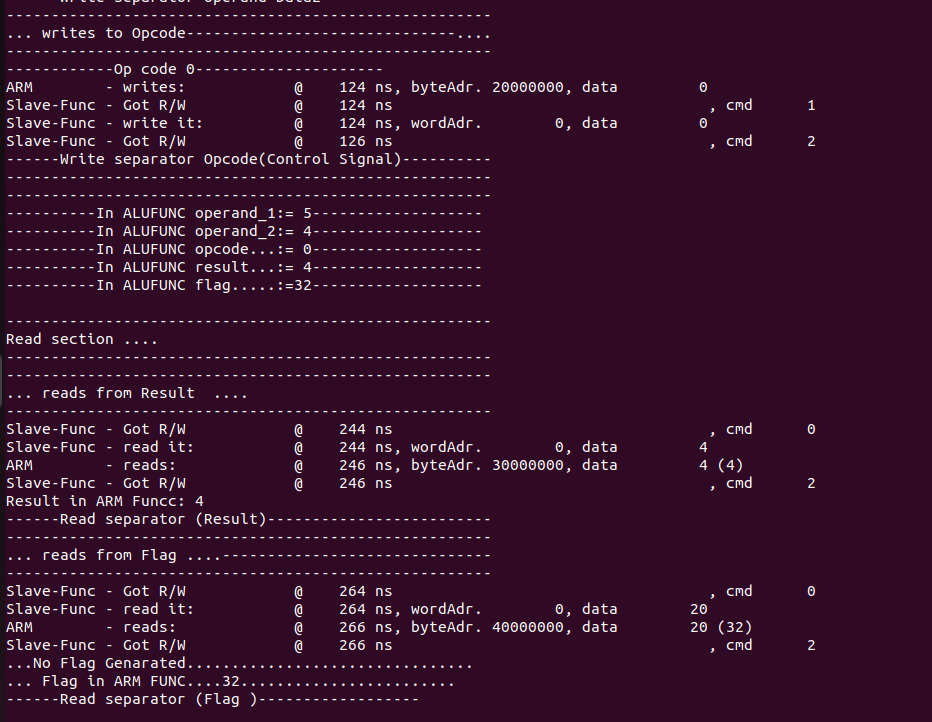 ------Write separator Operand Data2
------------------------------------------------------
... writes to Opcode------------------------------....
------------------------------------------------------
------------Op code 0---------------------
ARM        - writes:            @    124 ns, byteAdr. 20000000, data         0
Slave-Func - Got R/W            @    124 ns                                   , cmd      1
Slave-Func - write it:          @    124 ns, wordAdr.        0, data         0
Slave-Func - Got R/W            @    126 ns                                   , cmd      2
------Write separator Opcode(Control Signal)----------
------------------------------------------------------
------------------------------------------------------
----------In ALUFUNC operand_1:= 5-------------------
----------In ALUFUNC operand_2:= 4-------------------
----------In ALUFUNC opcode...:= 0-------------------
----------In ALUFUNC result...:= 4-------------------
----------In ALUFUNC flag.....:=32-------------------
------------------------------------------------------
Read section ....
------------------------------------------------------
------------------------------------------------------
... reads from Result  ....
------------------------------------------------------
Slave-Func - Got R/W            @    244 ns                                   , cmd      0
Slave-Func - read it:           @    244 ns, wordAdr.        0, data         4
ARM        - reads:             @    246 ns, byteAdr. 30000000, data         4 (4)
Slave-Func - Got R/W            @    246 ns                                   , cmd      2
Result in ARM Funcc: 4
------Read separator (Result)-------------------------
------------------------------------------------------
... reads from Flag ....------------------------------
------------------------------------------------------
Slave-Func - Got R/W            @    264 ns                                   , cmd      0
Slave-Func - read it:           @    264 ns, wordAdr.        0, data        20
ARM        - reads:             @    266 ns, byteAdr. 40000000, data        20 (32)
Slave-Func - Got R/W            @    266 ns                                   , cmd      2
...No Flag Genarated................................
... Flag in ARM FUNC....32........................
------Read separator (Flag )------------------